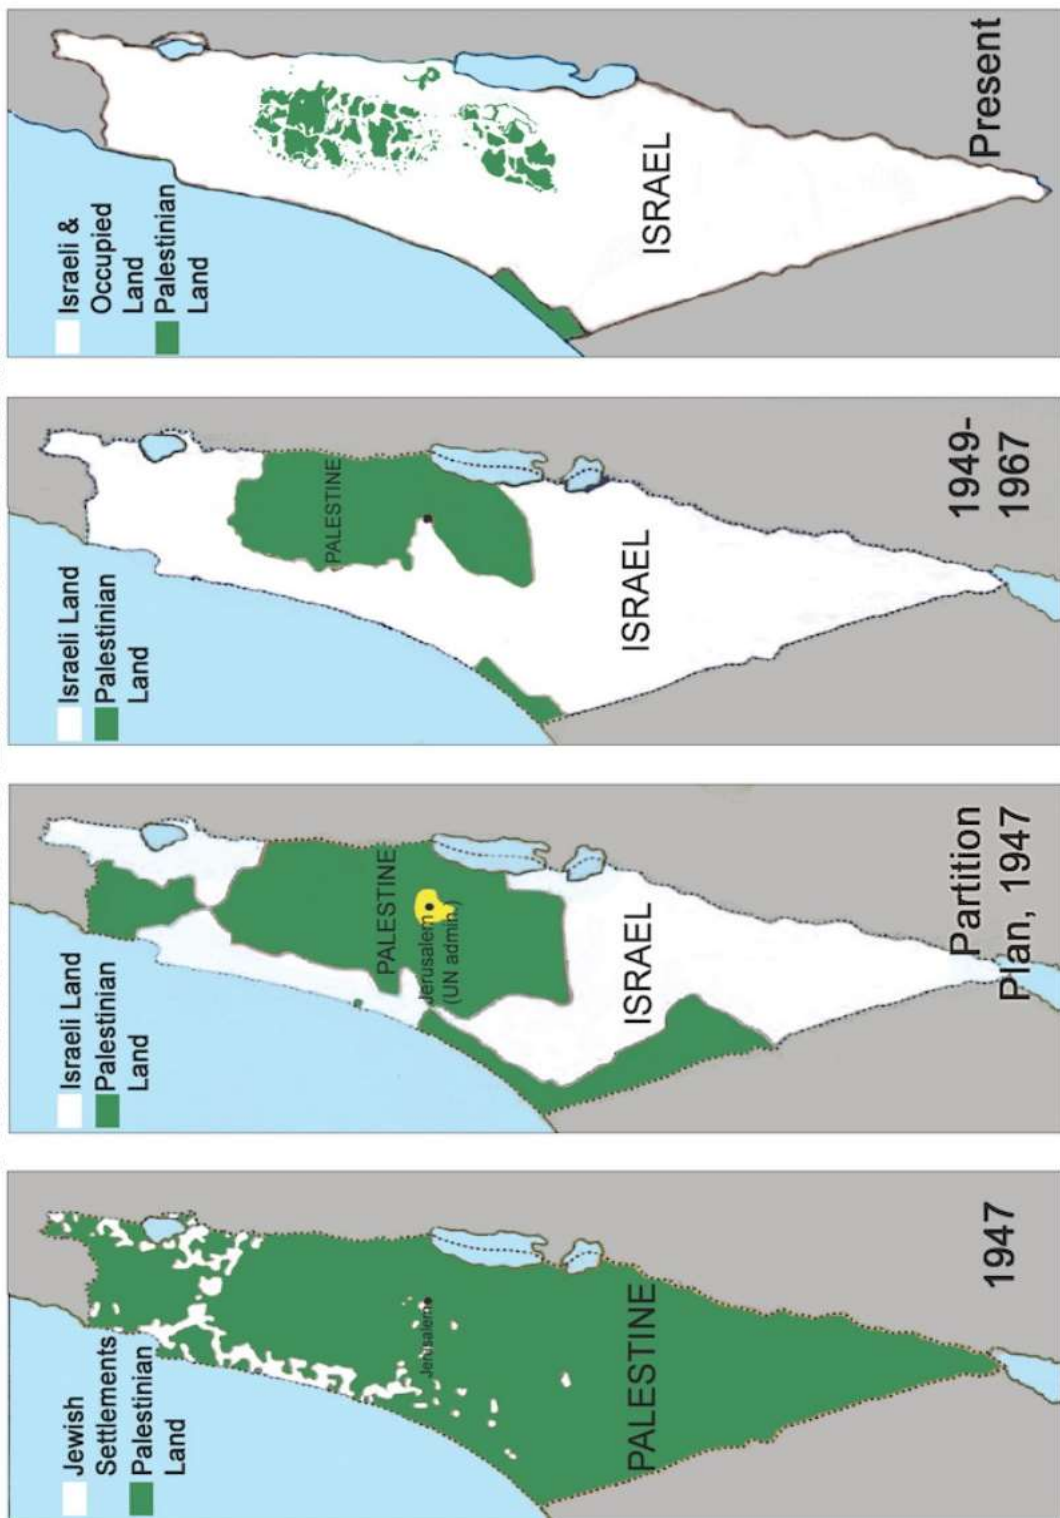 Jewish
Settlements
Palestinian
Land
Jerusalem
PALESTINE
1947
Israeli Land
Palestinian
Land
PALESTINE
Jerusalem
(UN admin.)
ISRAEL
Partition
Plan, 1947
Israeli Land
Palestinian
Land
PALESTINE
ISRAEL
1949-
1967
Israeli &
Occupied
Land
Palestinian
Land
ISRAEL
Present